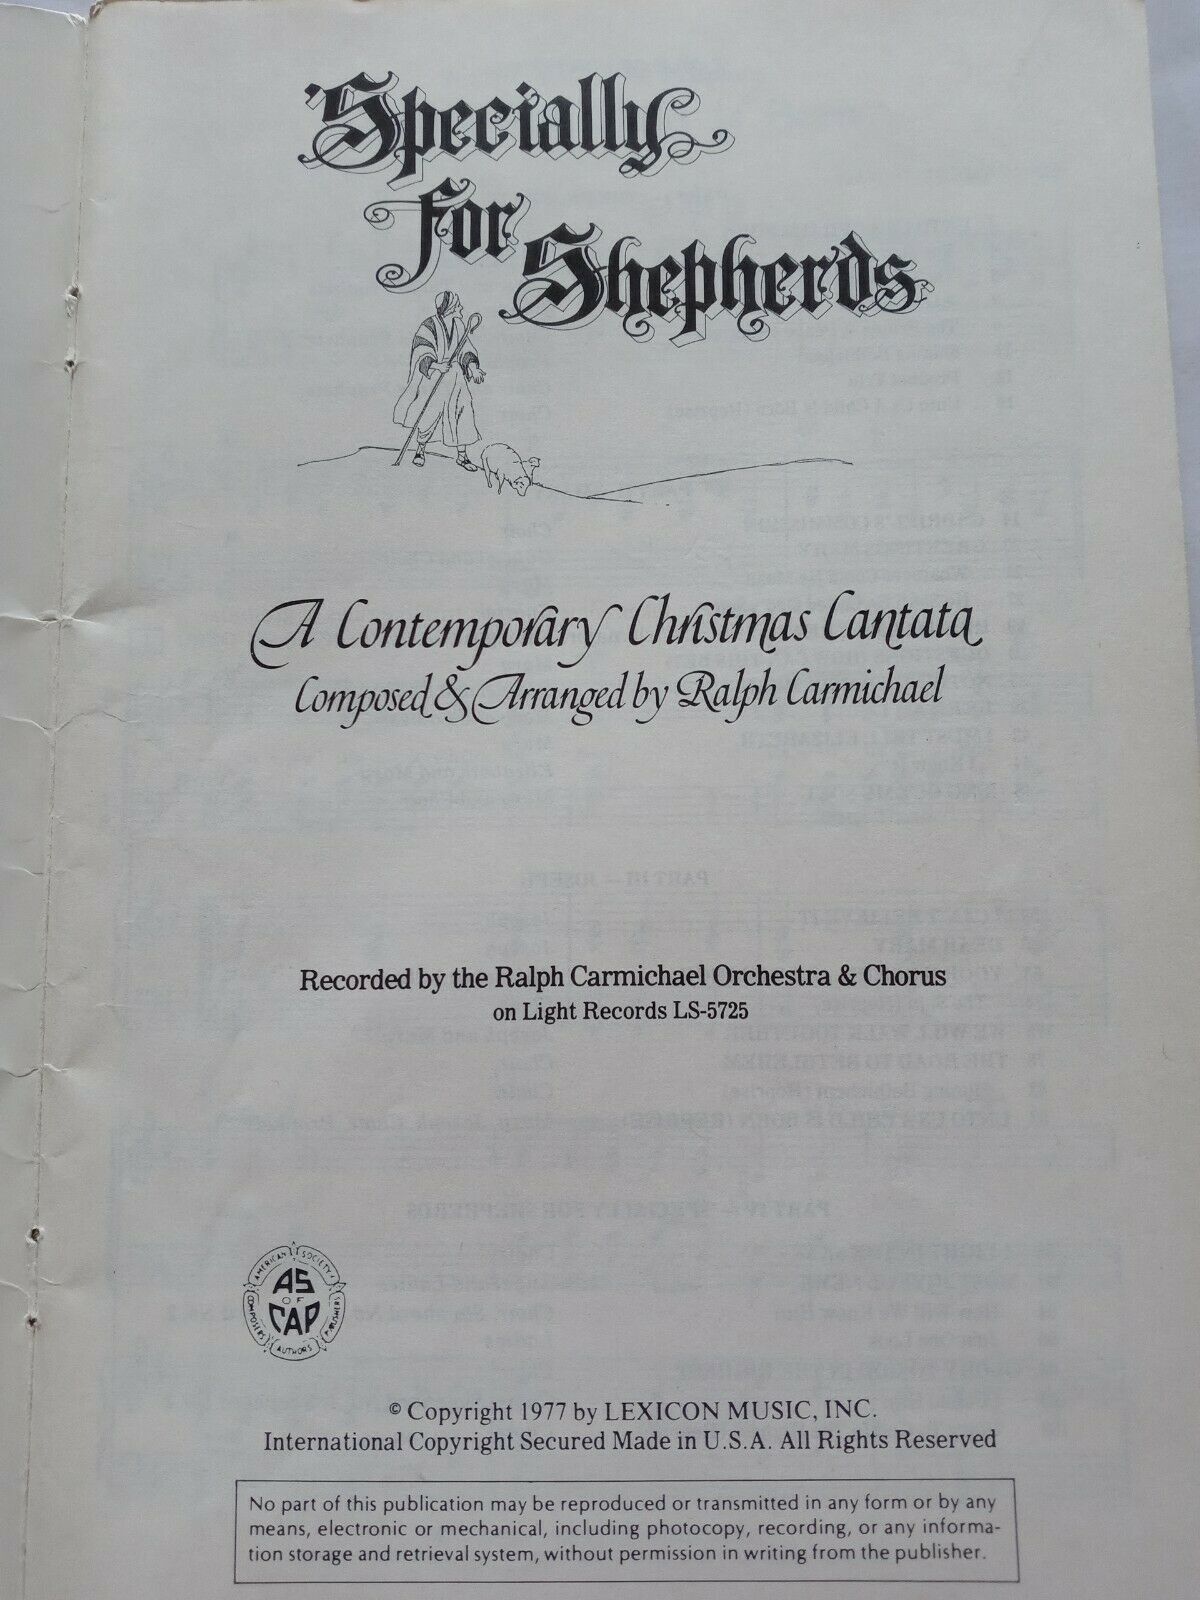 'Specially
for
Shepherds
A Contemporary Christmas Cantata
Composed & Arranged by Ralph Carmichael
Recorded by the Ralph Carmichael Orchestra & Chorus
on Light Records LS-5725
AMERICAN SOCIETY
COMPOSERS
AUTHORS
PUBLISHERS
AS
OF
CAP
© Copyright 1977 by LEXICON MUSIC, INC.
International Copyright Secured Made in U.S.A. All Rights Reserved
No part of this publication may be reproduced or transmitted in any form or by any
means, electronic or mechanical, including photocopy, recording, or any informa-
tion storage and retrieval system, without permission in writing from the publisher.